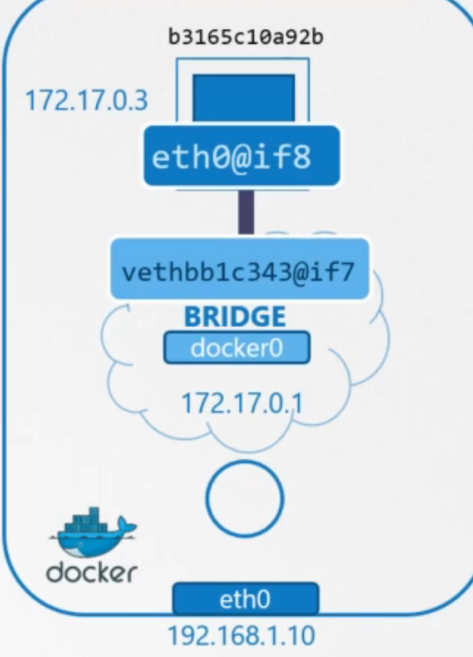 b3165c10a92b
172.17.0.3
eth0@if8
vethbb1c343@if7
BRIDGE
docker0
172.17.0.1
docker
eth0
192.168.1.10